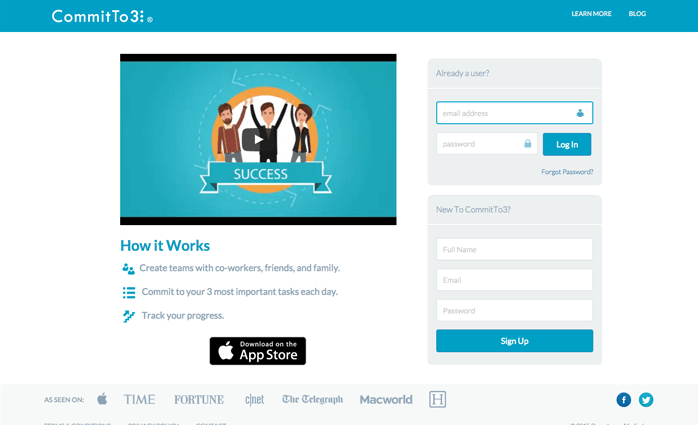 CommitTo3 ®
LEARN MORE
BLOG
SUCCESS
Already a user?
email address
password
Log In
Forgot Password?
New To CommitTo3?
Full Name
Email
Password
Sign Up
How it Works
Create teams with co-workers, friends, and family.
Commit to your 3 most important tasks each day.
Track your progress.
Download on the
App Store
AS SEEN ON:
TIME
FORTUNE
c|net
The Telegraph
Macworld
H
f